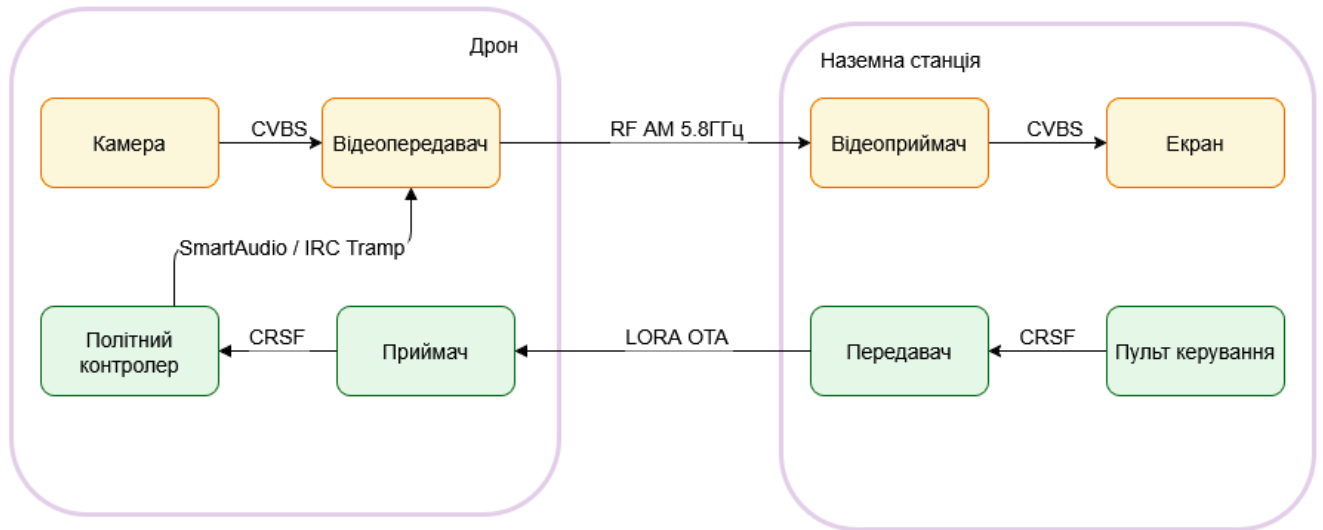 Дрон
Наземна станція
Камера
CVBS
Відеопередавач
RF AM 5.8ГГц
Відеоприймач
CVBS
Екран
SmartAudio / IRC Tramp
Політний
контролер
CRSF
Приймач
LORA OTA
Передавач
CRSF
Пульт керування